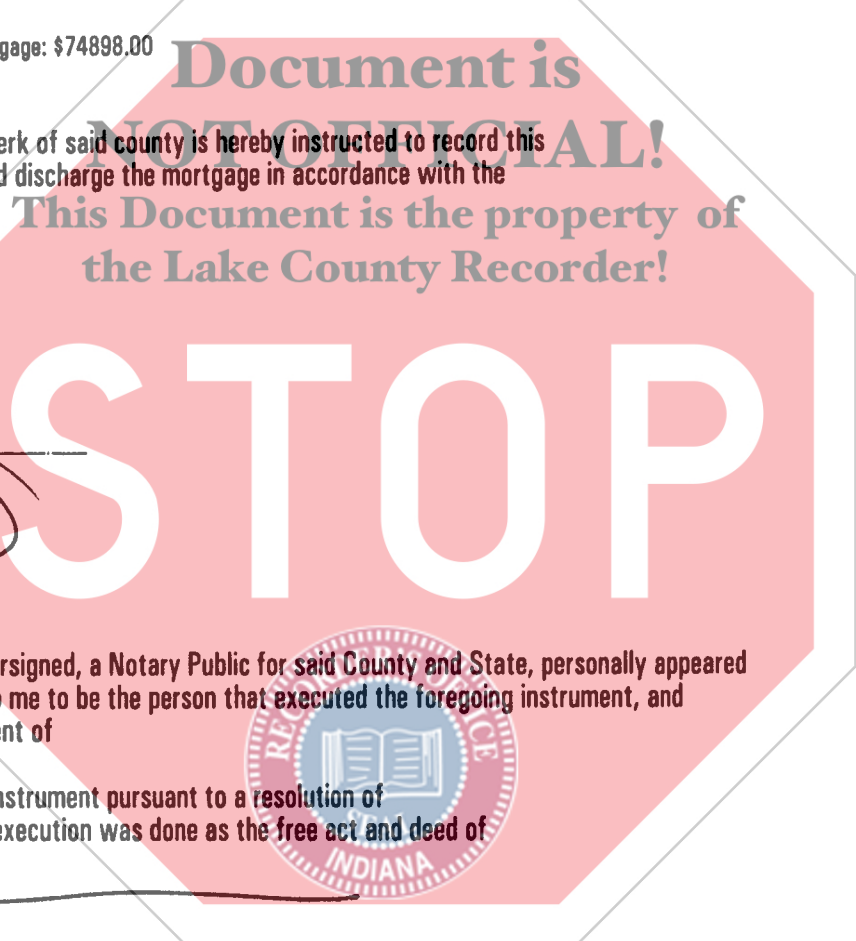 gage: $74898.00
Document is
erk of said county is hereby instructed to record this
NOT OFFICIAL!
d discharge the mortgage in accordance with the
This Document is the property of
the Lake County Recorder!
STOP
rsigned, a Notary Public for said County and State, personally appeared
o me to be the person that executed the foregoing instrument, and
ent of
nstrument pursuant to a resolution of
execution was done as the free act and deed of
RECORDER'S OFFICE
SEAL
INDIANA